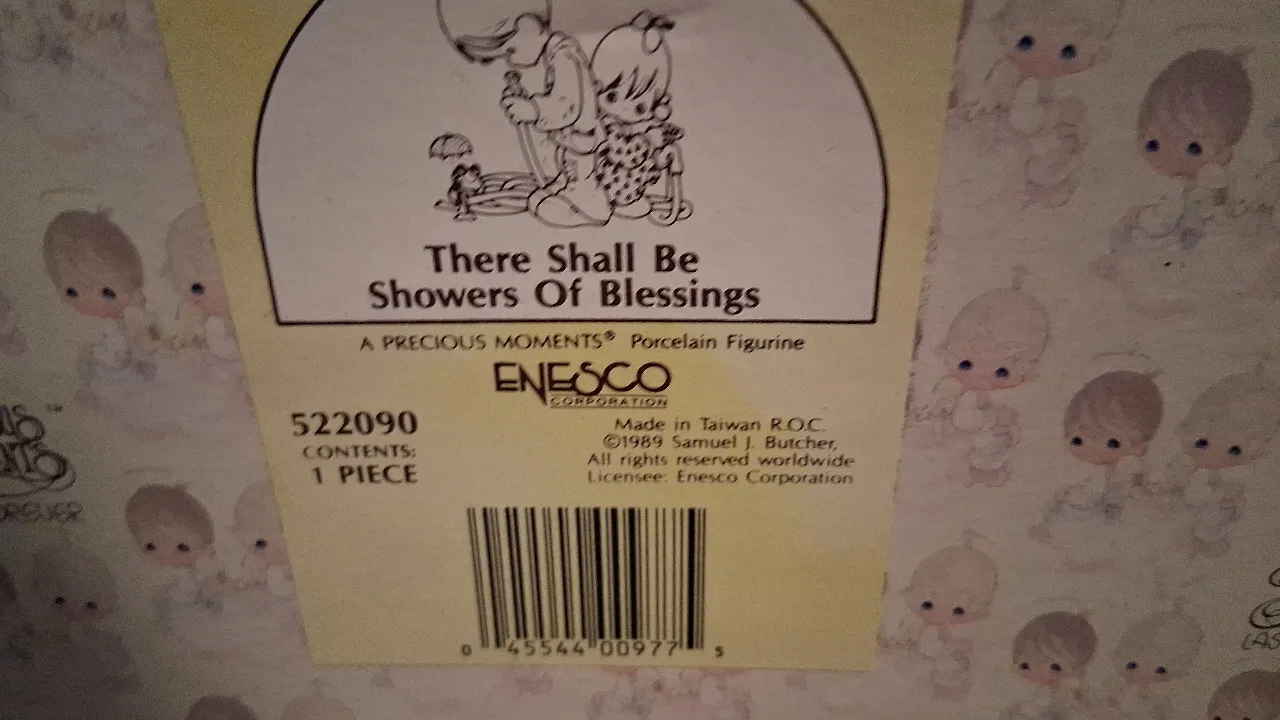 There Shall Be
Showers Of Blessings
A PRECIOUS MOMENTS® Porcelain Figurine
ENESCO
CORPORATION
522090
CONTENTS:
1 PIECE
Made in Taiwan R.O.C.
©1989 Samuel J. Butcher,
All rights reserved worldwide
Licensee: Enesco Corporation
0 45544 00977 5